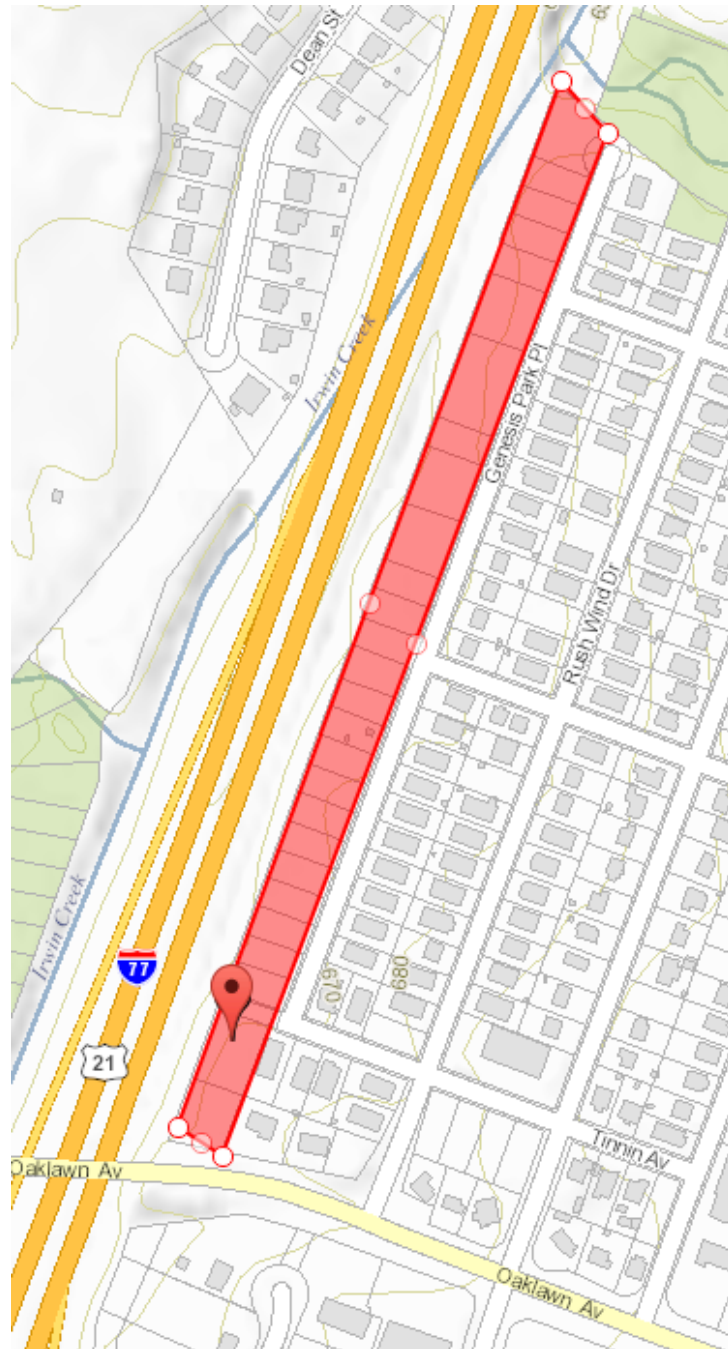 Dean St
Irwin Creek
Genesis Park Pl
Rush Wind Dr
Irwin Creek
77
670
680
21
Tinnin Av
Oaklawn Av
Oaklawn Av